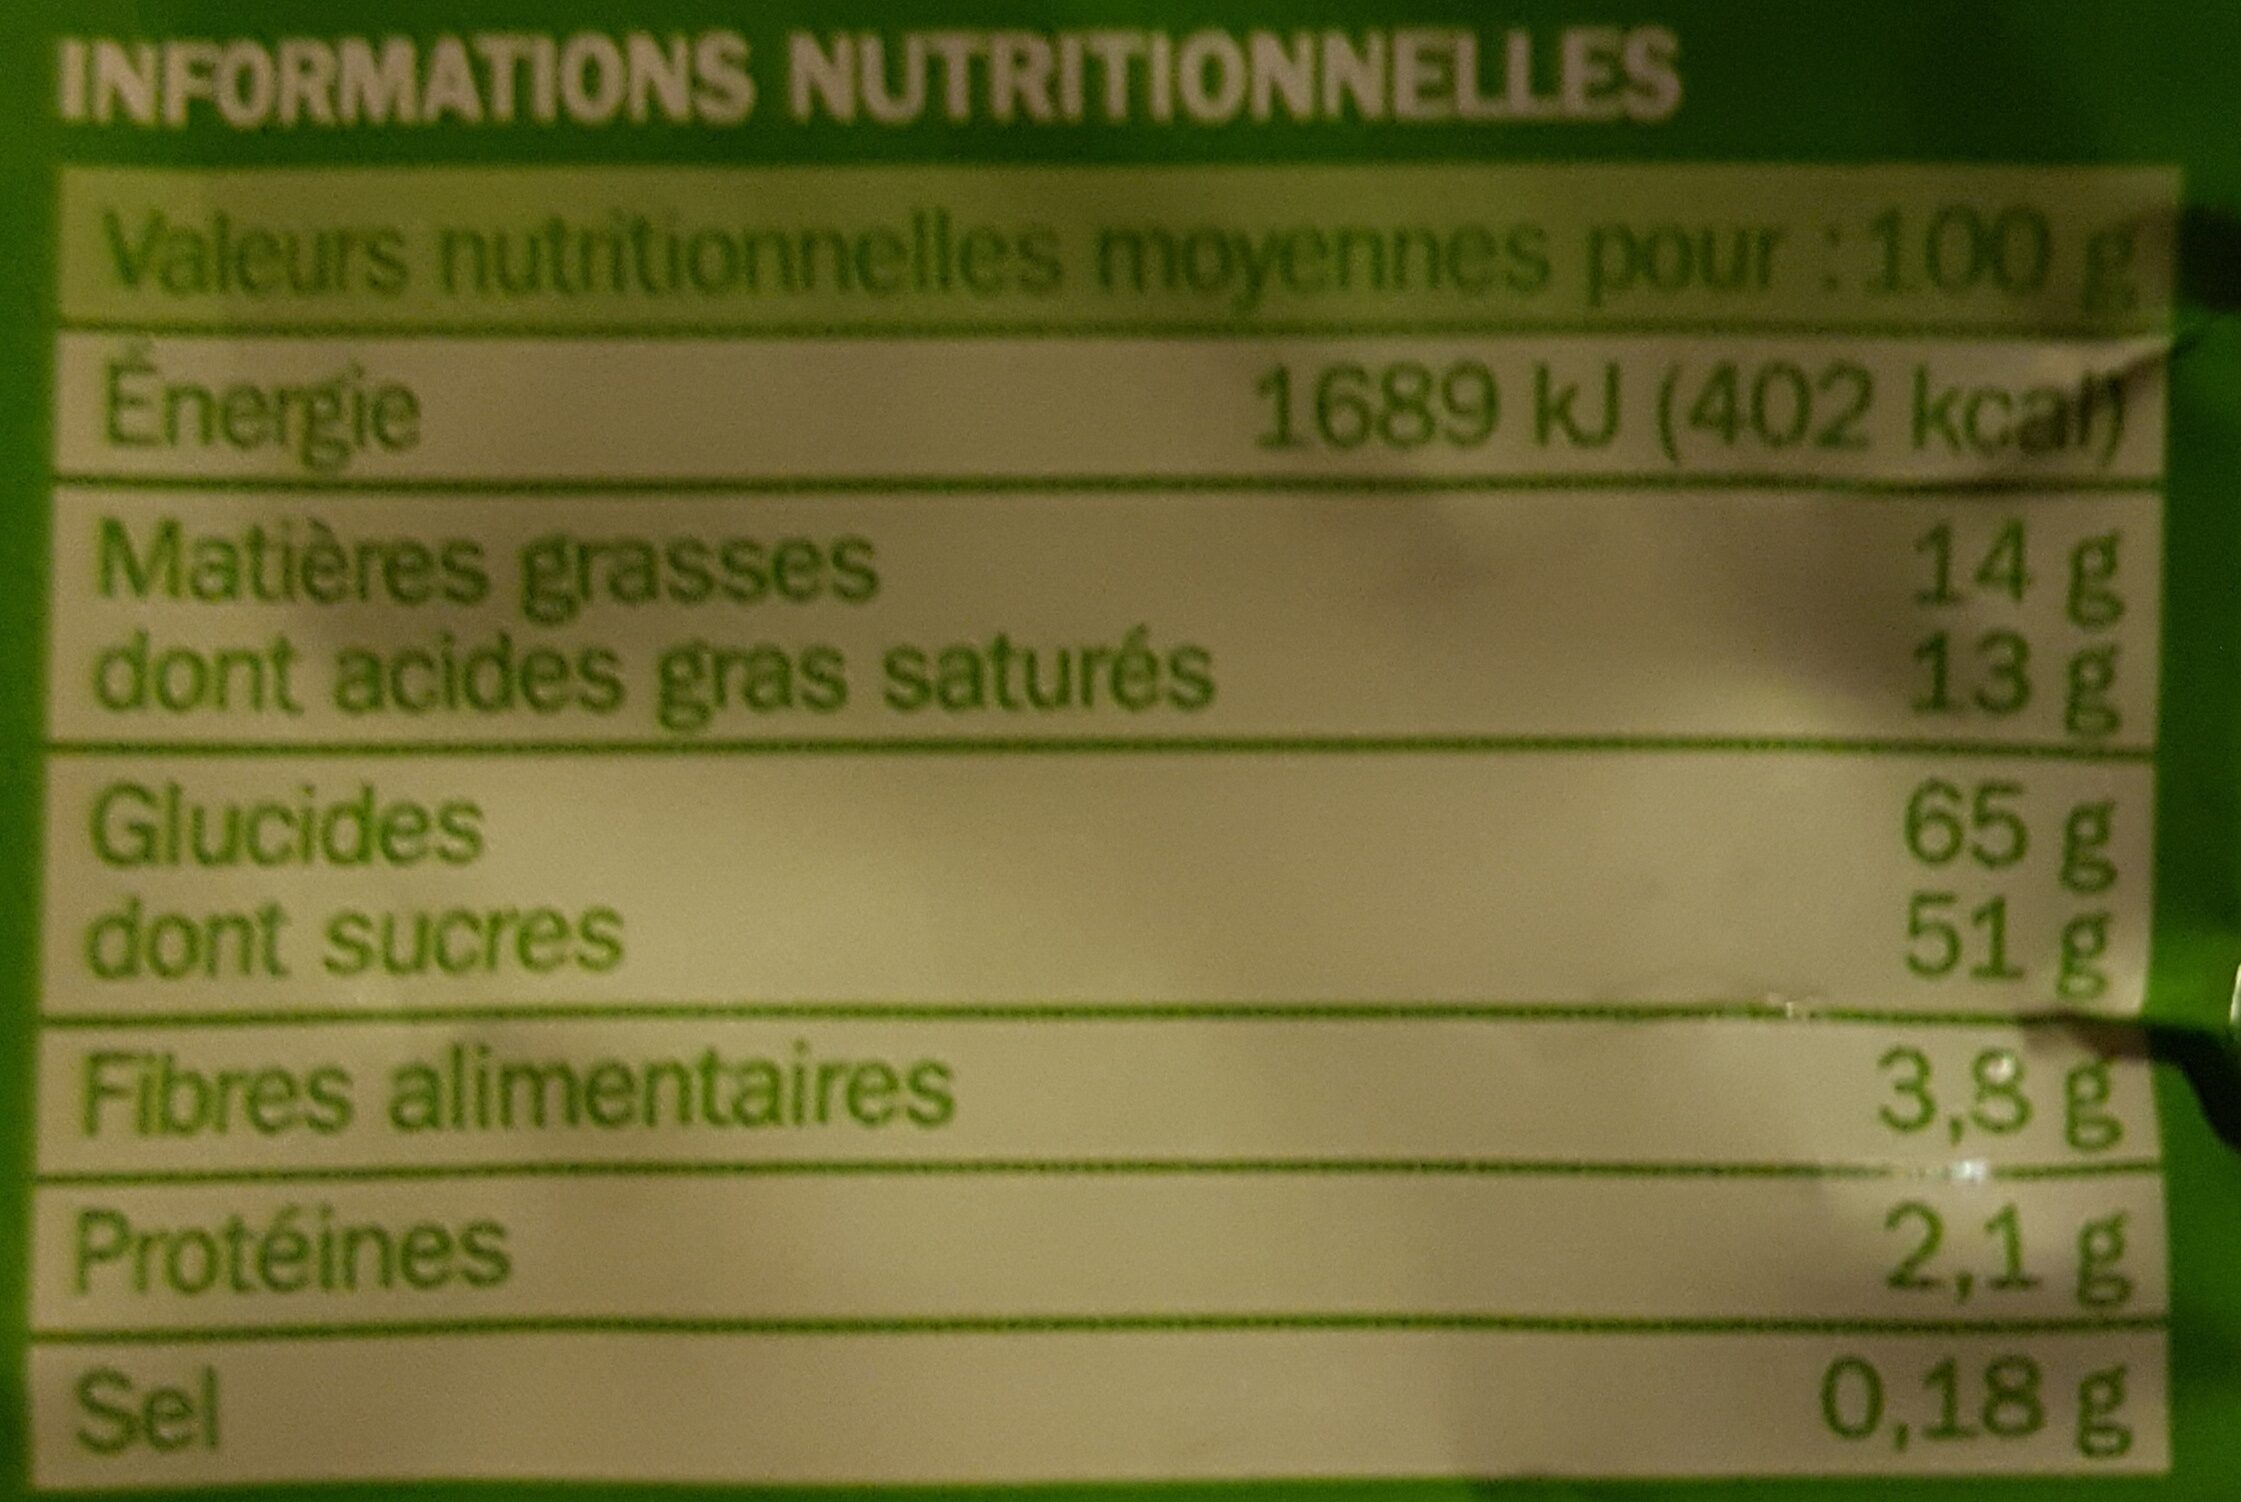 INFORMATIONS NUTRITIONNELLES
Valeurs nutritionnelles moyennes pour : 100 g
Énergie 1689 kJ (402 kcal)
Matières grasses 14 g
dont acides gras saturés 13 g
Glucides 65 g
dont sucres 51 g
Fibres alimentaires 3,8 g
Protéines 2,1 g
Sel 0,18 g